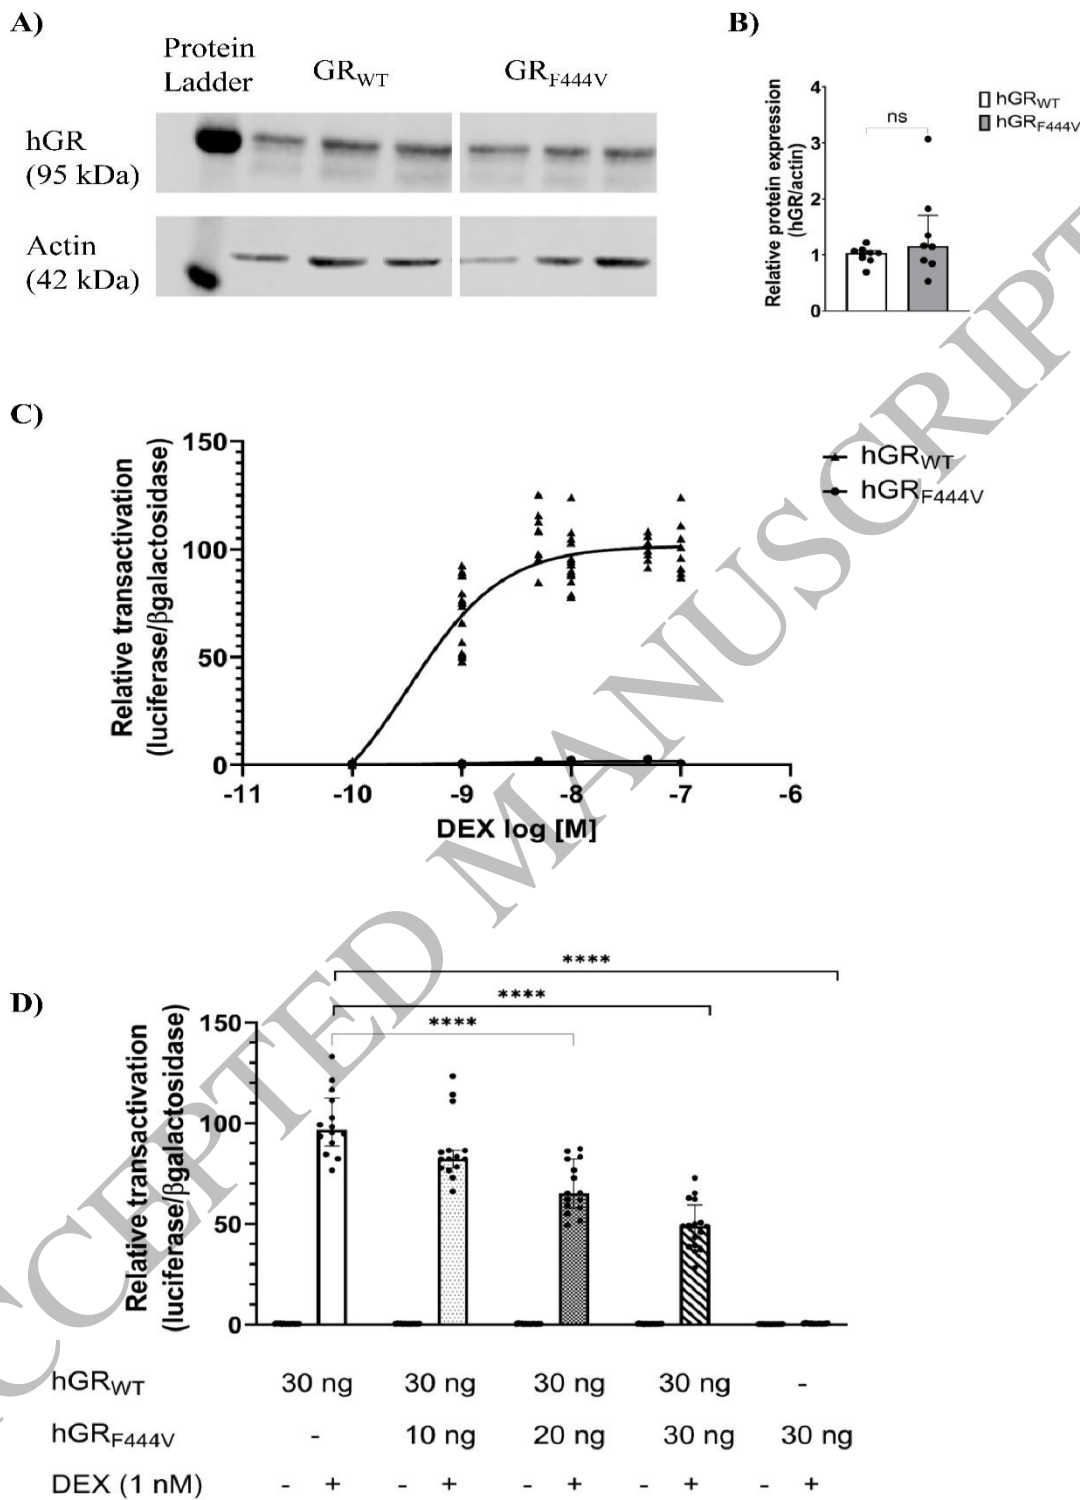 A)
Protein
Ladder
GRWT
GRF444V
hGR
(95 kDa)
Actin
(42 kDa)
B)
Relative protein expression
(hGR/actin)
4
3
2
1
0
ns
hGRWT
hGRF444V
C)
Relative transactivation
(luciferase/βgalactosidase)
150
100
50
0
-11
-10
-9
-8
-7
-6
DEX log [M]
hGRWT
hGRF444V
D)
Relative transactivation
(luciferase/βgalactosidase)
150
100
50
0
****
****
****
hGRWT
30 ng
30 ng
30 ng
30 ng
-
hGRF444V
-
10 ng
20 ng
30 ng
30 ng
DEX (1 nM)
- + - + - + - + - +
CCEPTED MANUSCRIPT